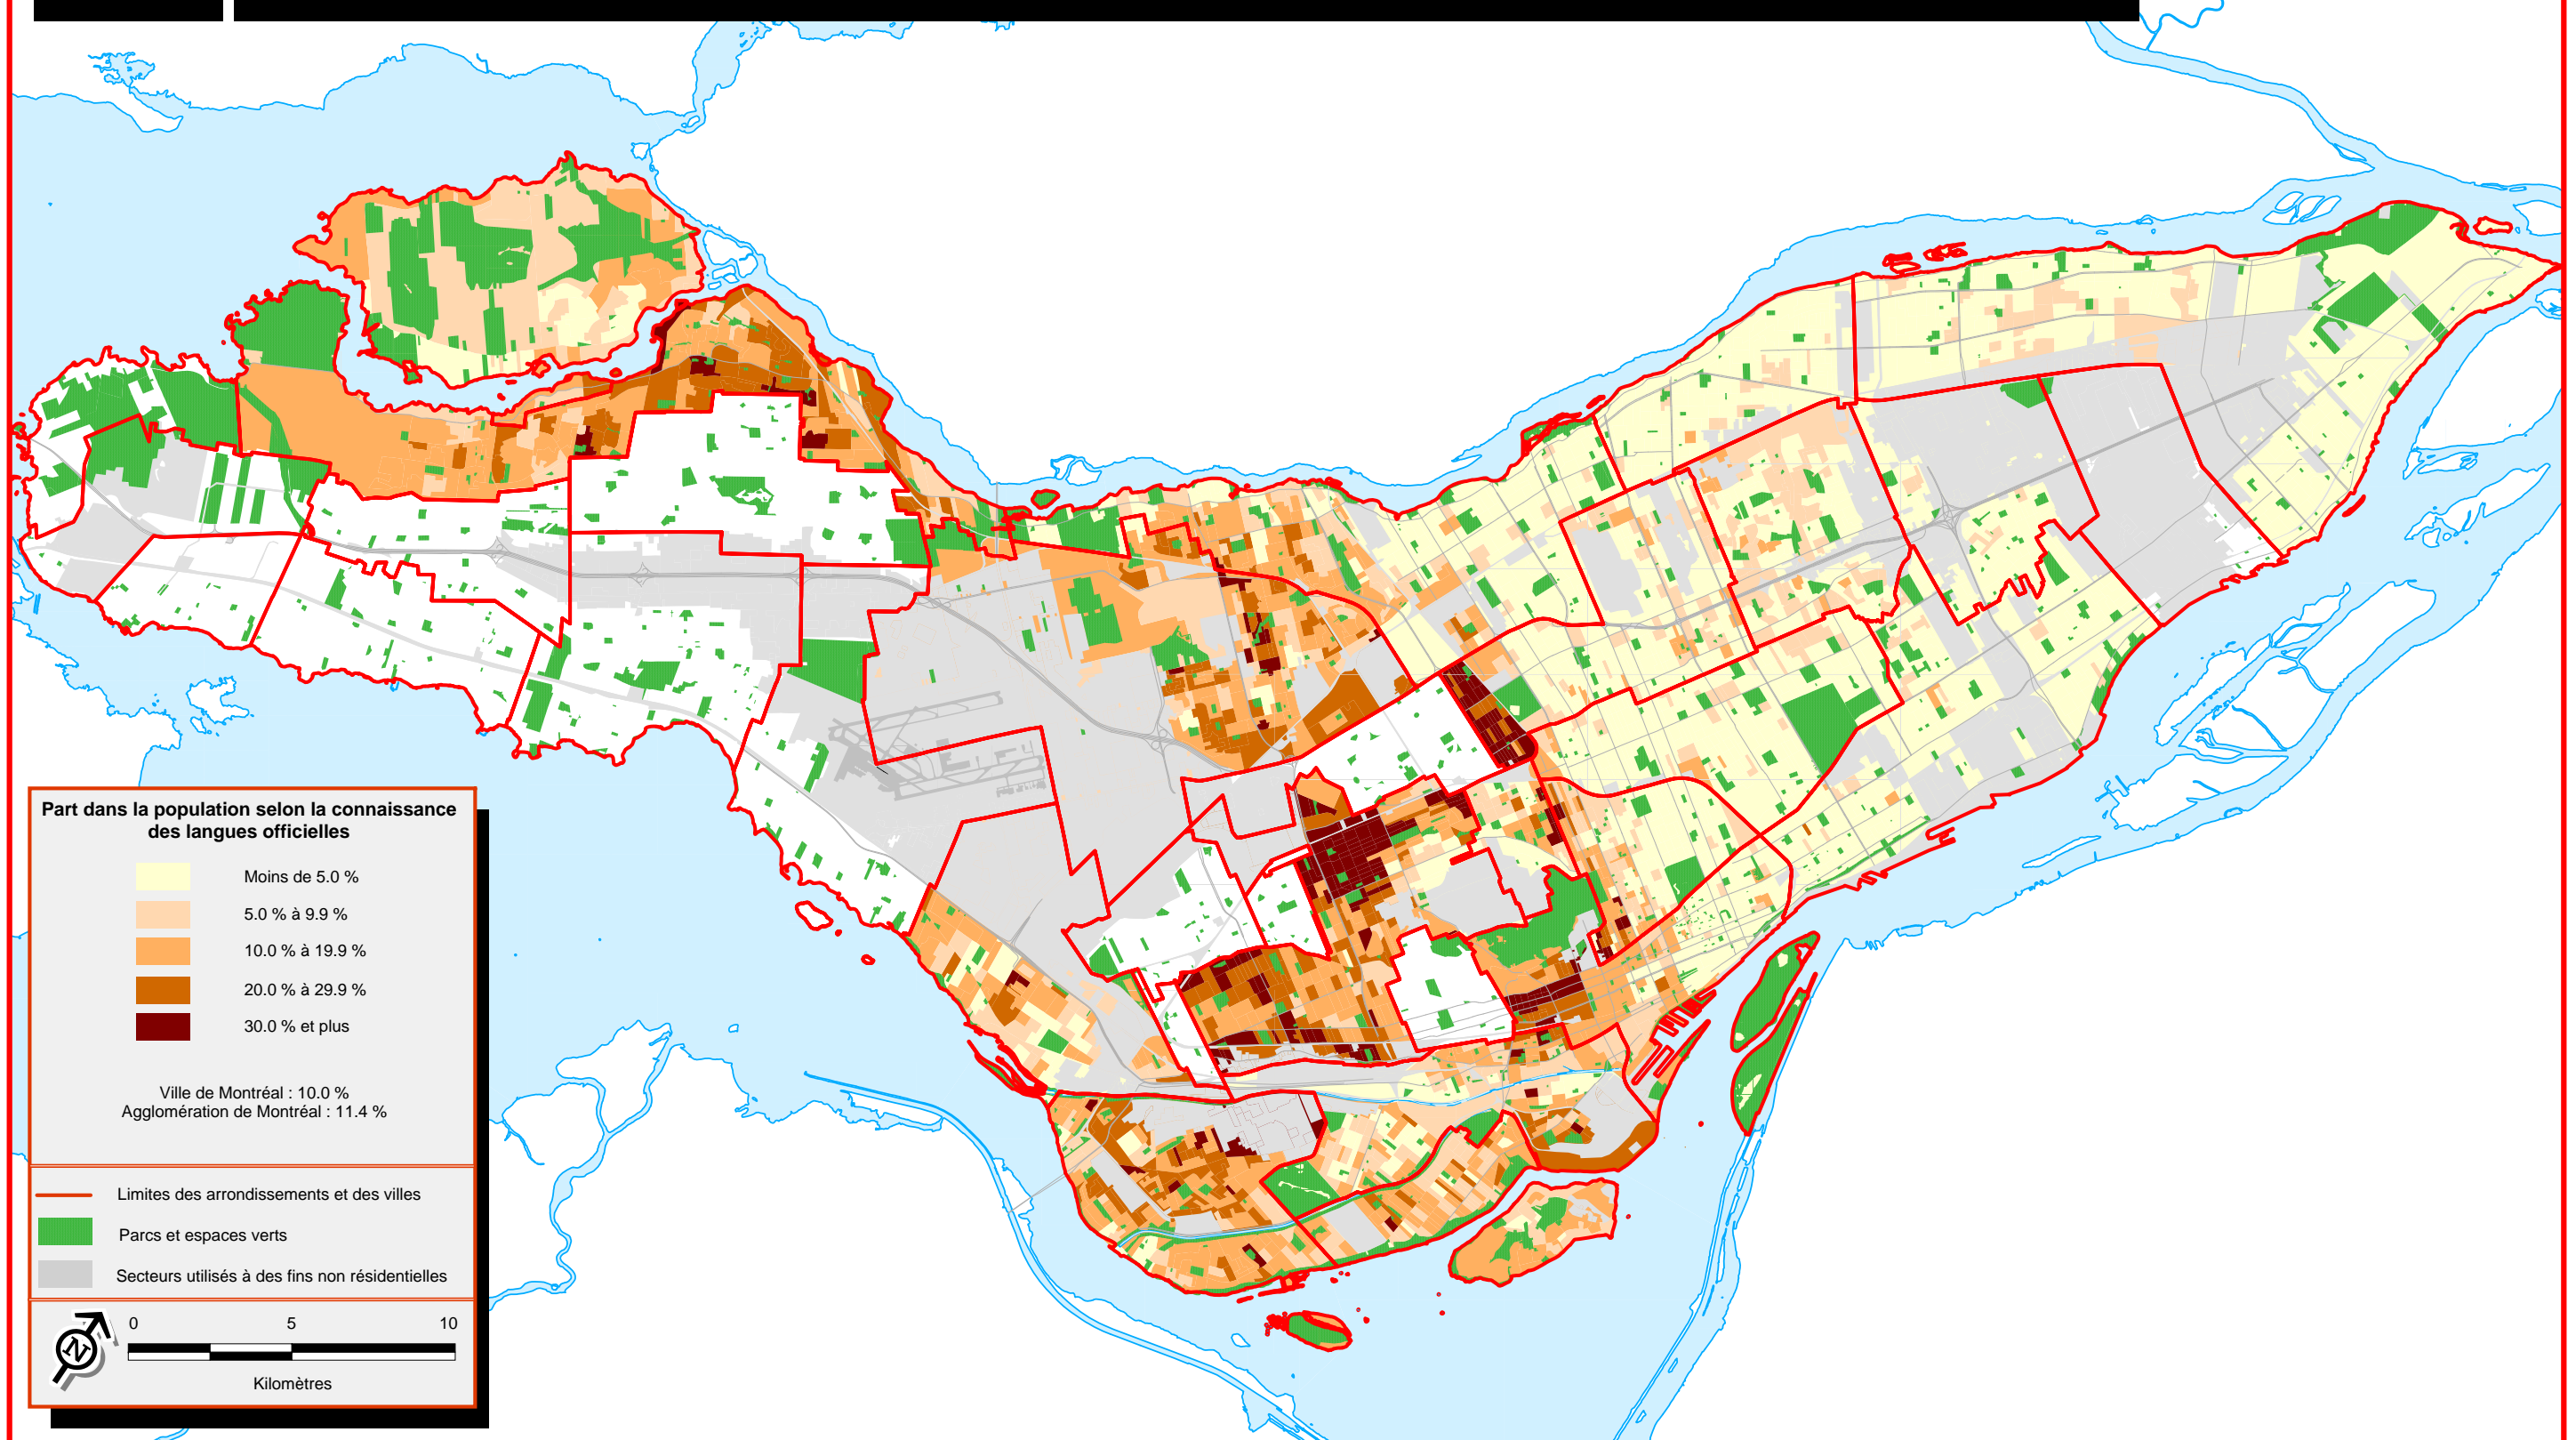 Part dans la population selon la connaissance
des langues officielles
Moins de 5.0 %
5.0 % à 9.9 %
10.0 % à 19.9 %
20.0 % à 29.9 %
30.0 % et plus
Ville de Montréal : 10.0 %
Agglomération de Montréal : 11.4 %
Limites des arrondissements et des villes
Parcs et espaces verts
Secteurs utilisés à des fins non résidentielles
N
0 5 10
Kilomètres